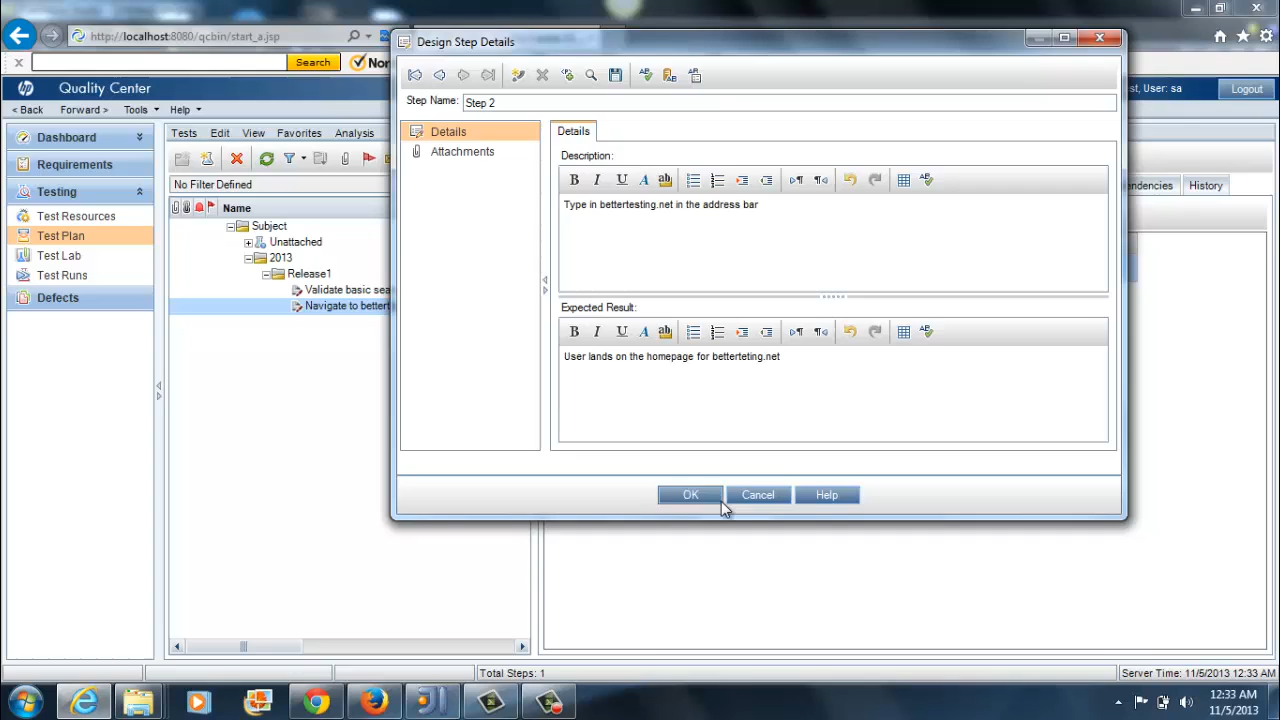 http://localhost:8080/qcbin/start_a.jsp
Search
Design Step Details
Quality Center
User: sa
Logout
< Back
Forward >
Tools
Help
Step Name:
Step 2
Dashboard
Requirements
Testing
Test Resources
Test Plan
Test Lab
Test Runs
Defects
Tests
Edit
View
Favorites
Analysis
No Filter Defined
Name
Subject
Unattached
2013
Release1
Validate basic sea
Navigate to better
Details
Attachments
Details
Description:
B I U A ab
Type in bettertesting.net in the address bar
Expected Result:
B I U A ab
User lands on the homepage for betterteting.net
OK
Cancel
Help
endencies
History
Total Steps: 1
Server Time: 11/5/2013 12:33 AM
12:33 AM
11/5/2013